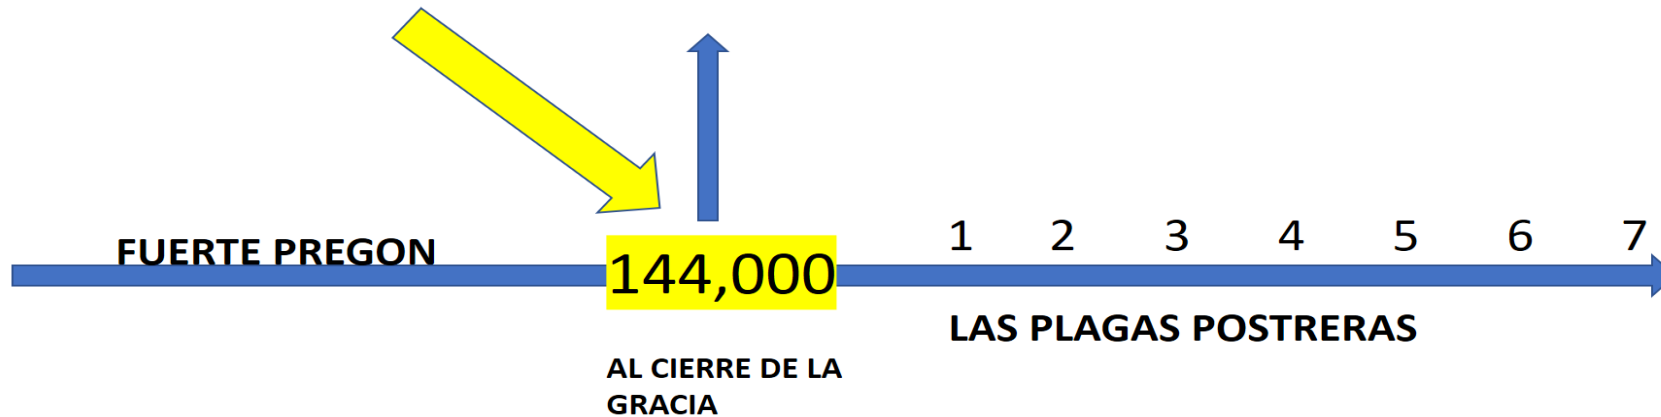 FUERTE PREGON
144,000
1 2 3 4 5 6 7
LAS PLAGAS POSTRERAS
AL CIERRE DE LA
GRACIA